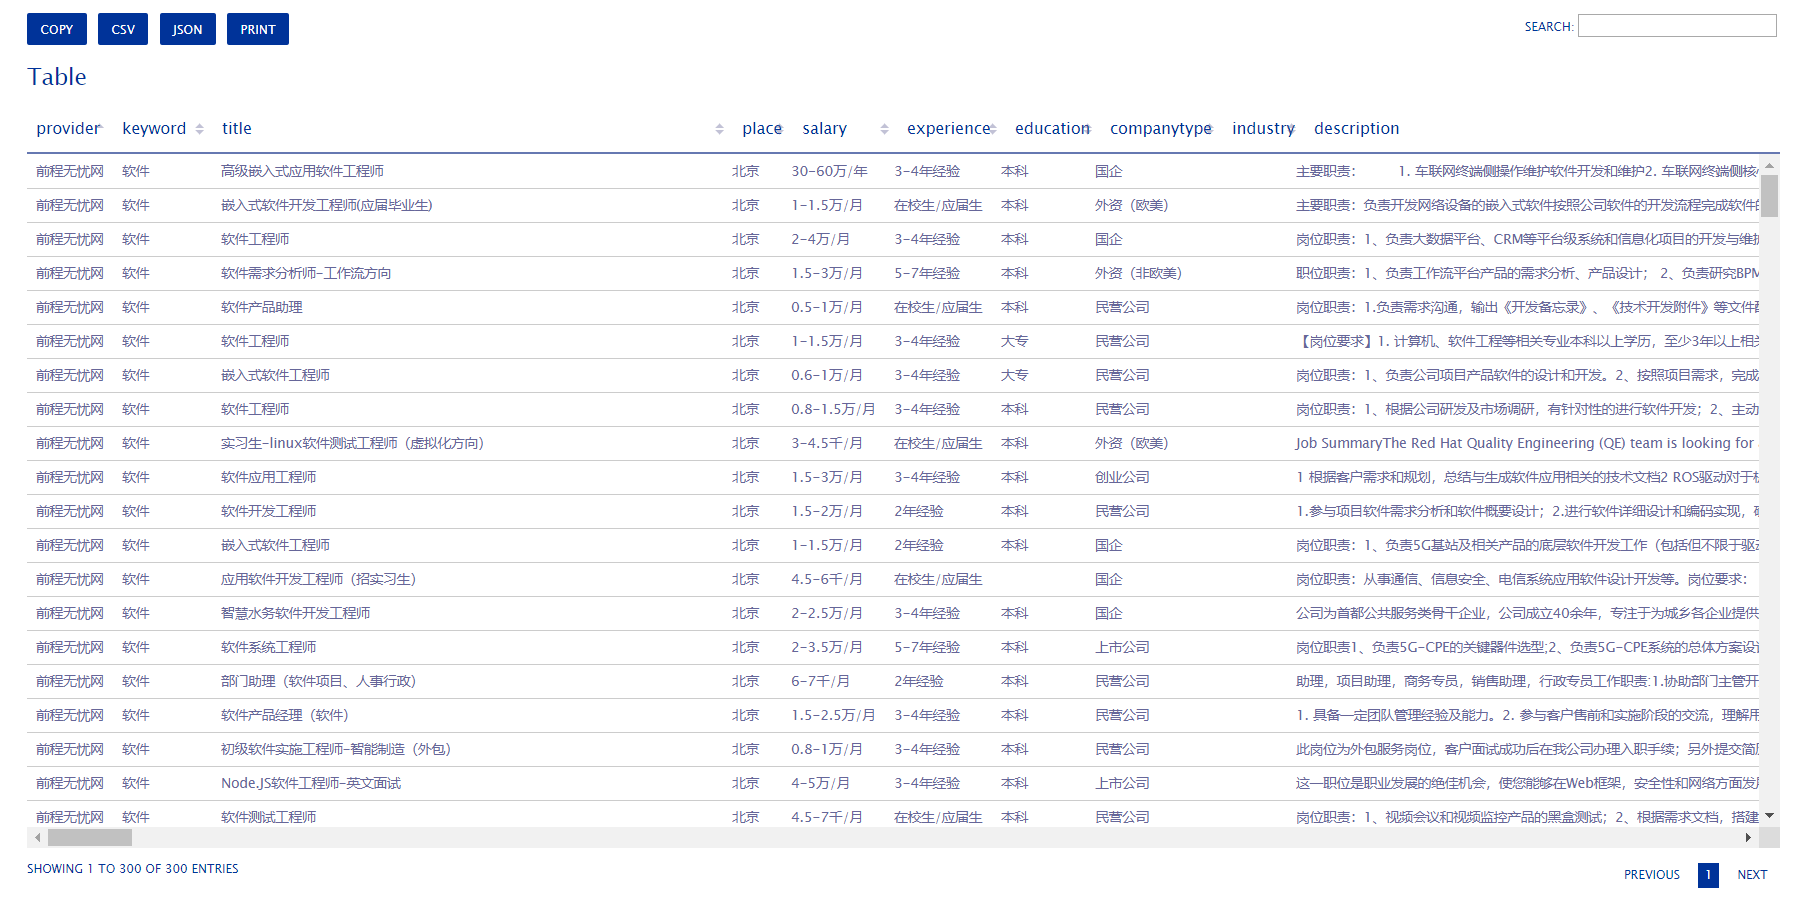 COPY CSV JSON PRINT SEARCH:
Table
provider keyword title place salary experience education companytype industry description
前程无忧网 软件 高级嵌入式应用软件工程师 北京 30-60万/年 3-4年经验 本科 国企 主要职责： 1. 车联网终端侧操作维护软件开发和维护2. 车联网终端侧核
前程无忧网 软件 嵌入式软件开发工程师(应届毕业生) 北京 1-1.5万/月 在校生/应届生 本科 外资（欧美） 主要职责：负责开发网络设备的嵌入式软件按照公司软件的开发流程完成软件
前程无忧网 软件 软件工程师 北京 2-4万/月 3-4年经验 本科 国企 岗位职责：1、负责大数据平台、CRM等平台级系统和信息化项目的开发与维
前程无忧网 软件 软件需求分析师-工作流方向 北京 1.5-3万/月 5-7年经验 本科 外资（非欧美） 职位职责：1、负责工作流平台产品的需求分析、产品设计； 2、负责研究BPM
前程无忧网 软件 软件产品助理 北京 0.5-1万/月 在校生/应届生 本科 民营公司 岗位职责：1.负责需求沟通，输出《开发备忘录》、《技术开发附件》等文件
前程无忧网 软件 软件工程师 北京 1-1.5万/月 3-4年经验 大专 民营公司 【岗位要求】1. 计算机、软件工程等相关专业本科以上学历，至少3年以上相
前程无忧网 软件 嵌入式软件工程师 北京 0.6-1万/月 3-4年经验 大专 民营公司 岗位职责：1、负责公司项目产品软件的设计和开发。2、按照项目需求，完成
前程无忧网 软件 软件工程师 北京 0.8-1.5万/月 3-4年经验 本科 民营公司 岗位职责：1、根据公司研发及市场调研，有针对性的进行软件开发；2、主动
前程无忧网 软件 实习生-linux软件测试工程师（虚拟化方向） 北京 3-4.5千/月 在校生/应届生 本科 外资（欧美） Job SummaryThe Red Hat Quality Engineering (QE) team is looking for
前程无忧网 软件 软件应用工程师 北京 1.5-3万/月 3-4年经验 本科 创业公司 1 根据客户需求和规划，总结与生成软件应用相关的技术文档2 ROS驱动对于
前程无忧网 软件 软件开发工程师 北京 1.5-2万/月 2年经验 本科 民营公司 1.参与项目软件需求分析和软件概要设计；2.进行软件详细设计和编码实现，
前程无忧网 软件 嵌入式软件工程师 北京 1-1.5万/月 2年经验 本科 国企 岗位职责：1、负责5G基站及相关产品的底层软件开发工作（包括但不限于驱
前程无忧网 软件 应用软件开发工程师（招实习生） 北京 4.5-6千/月 在校生/应届生 国企 岗位职责：从事通信、信息安全、电信系统应用软件设计开发等。岗位要求：
前程无忧网 软件 智慧水务软件开发工程师 北京 2-2.5万/月 3-4年经验 本科 国企 公司为首都公共服务类骨干企业，公司成立40余年，专注于为城乡各企业提供
前程无忧网 软件 软件系统工程师 北京 2-3.5万/月 5-7年经验 本科 上市公司 岗位职责1、负责5G-CPE的关键器件选型;2、负责5G-CPE系统的总体方案设
前程无忧网 软件 部门助理（软件项目、人事行政） 北京 6-7千/月 2年经验 本科 民营公司 助理，项目助理，商务专员，销售助理，行政专员工作职责:1.协助部门主管开
前程无忧网 软件 软件产品经理（软件） 北京 1.5-2.5万/月 3-4年经验 本科 民营公司 1. 具备一定团队管理经验及能力。2. 参与客户售前和实施阶段的交流，理解用
前程无忧网 软件 初级软件实施工程师-智能制造（外包） 北京 0.8-1万/月 3-4年经验 本科 民营公司 此岗位为外包服务岗位，客户面试成功后在我公司办理入职手续；另外提交简
前程无忧网 软件 Node.JS软件工程师-英文面试 北京 4-5万/月 3-4年经验 本科 上市公司 这一职位是职业发展的绝佳机会，使您能够在Web框架，安全性和网络方面发
前程无忧网 软件 软件测试工程师 北京 4.5-7千/月 在校生/应届生 本科 民营公司 岗位职责：1、视频会议和视频监控产品的黑盒测试；2、根据需求文档，搭建
SHOWING 1 TO 300 OF 300 ENTRIES PREVIOUS 1 NEXT